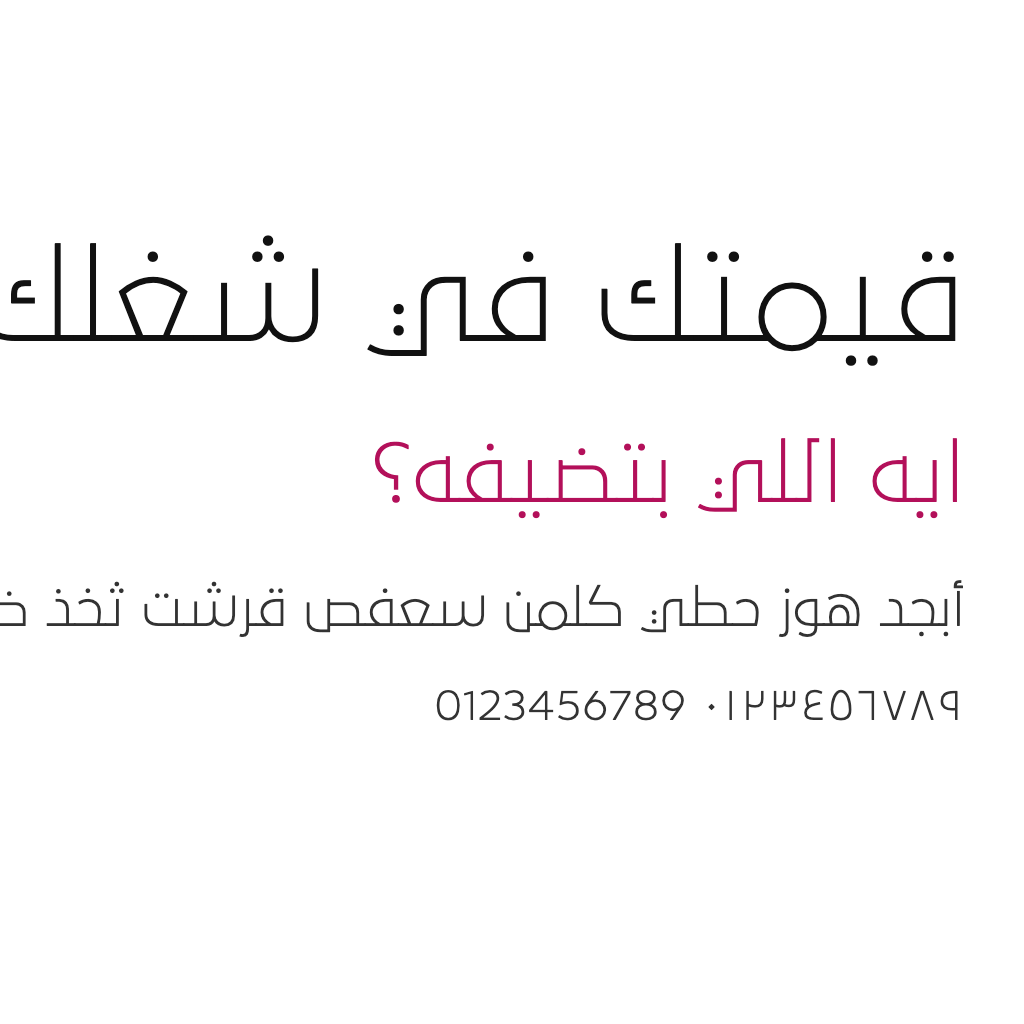 قيمتك في شغلك
ايه اللي بتضيفه؟
أبجد هوز حطي كلمن سعفص قرشت ثخذ
0123456789 ٠١٢٣٤٥٦٧٨٩